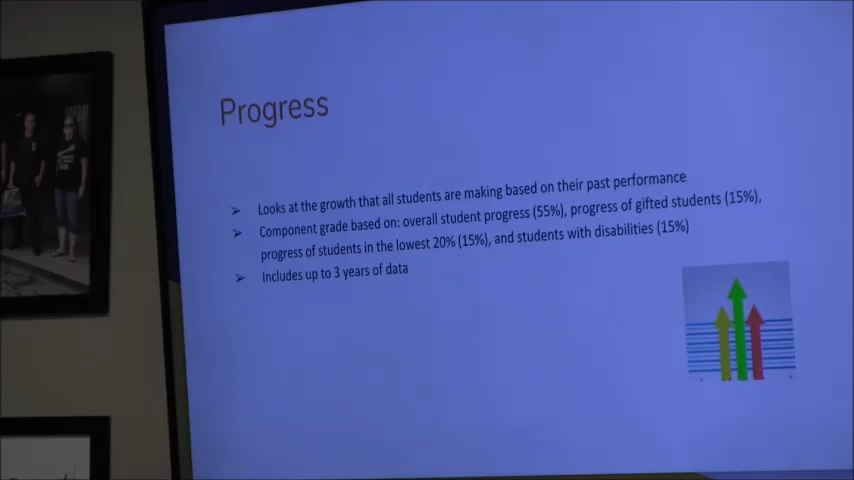 Progress
➢ Looks at the growth that all students are making based on their past performance
➢ Component grade based on: overall student progress (55%), progress of gifted students (15%),
progress of students in the lowest 20% (15%), and students with disabilities (15%)
➢ Includes up to 3 years of data